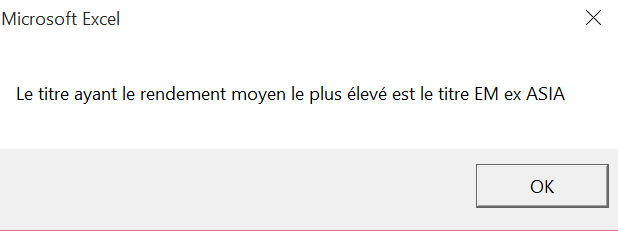 Microsoft Excel
Le titre ayant le rendement moyen le plus élevé est le titre EM ex ASIA
OK